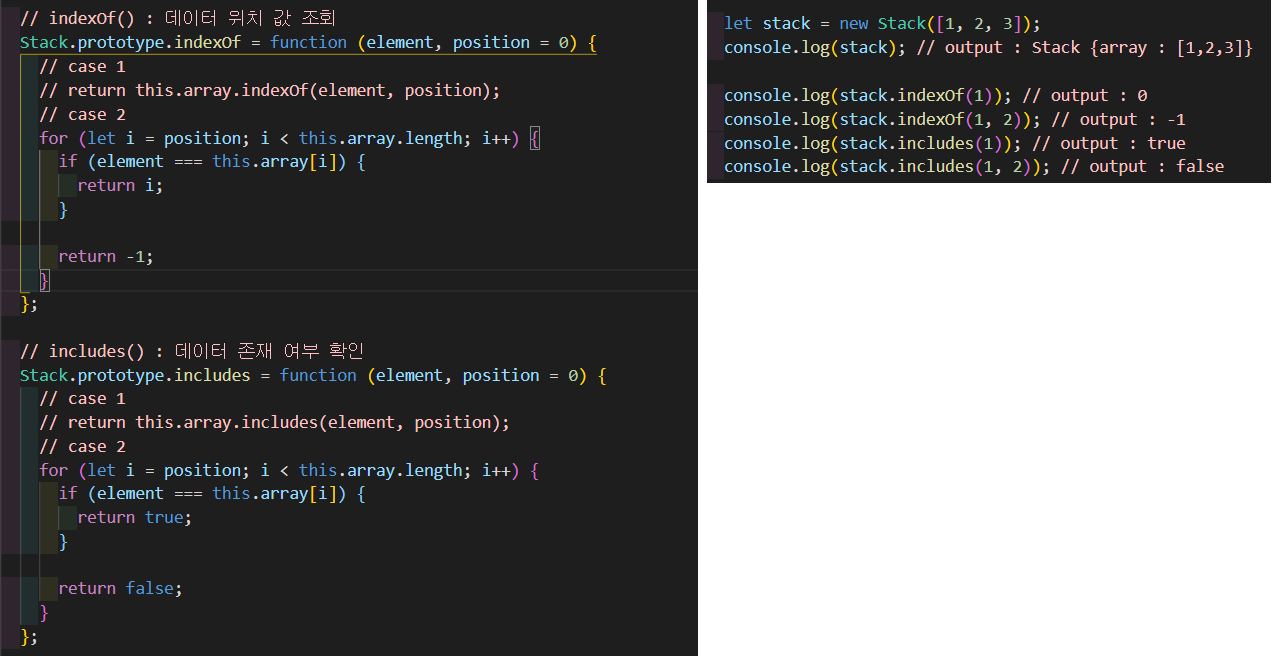 // indexOf() : 데이터 위치 값 조회
Stack.prototype.indexOf = function (element, position = 0) {
// case 1
// return this.array.indexOf(element, position);
// case 2
for (let i = position; i < this.array.length; i++) {
if (element === this.array[i]) {
return i;
}
return -1;
}
};
// includes() : 데이터 존재 여부 확인
Stack.prototype.includes = function (element, position = 0) {
// case 1
// return this.array.includes(element, position);
// case 2
for (let i = position; i < this.array.length; i++) {
if (element === this.array[i]) {
return true;
}
return false;
}
};
let stack = new Stack([1, 2, 3]);
console.log(stack); // output : Stack {array : [1,2,3]}
console.log(stack.indexOf(1)); // output : 0
console.log(stack.indexOf(1, 2)); // output : -1
console.log(stack.includes(1)); // output : true
console.log(stack.includes(1, 2)); // output : false